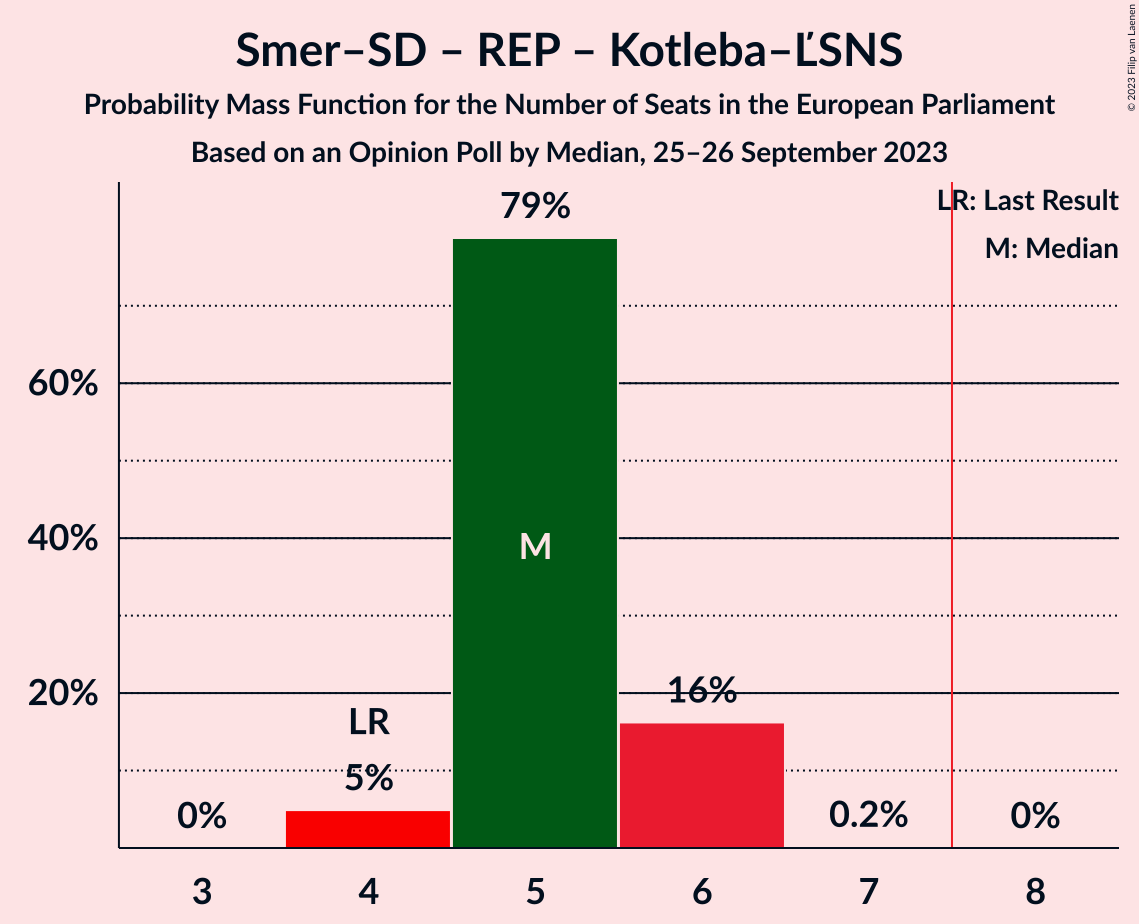 Smer–SD – REP – Kotleba–ĽSNS
Probability Mass Function for the Number of Seats in the European Parliament
Based on an Opinion Poll by Median, 25–26 September 2023
© 2023 Filip van Laenen
LR: Last Result
M: Median
79%
60%
40%
20%
M
LR
5%
16%
0%
0.2%
0%
3 4 5 6 7 8